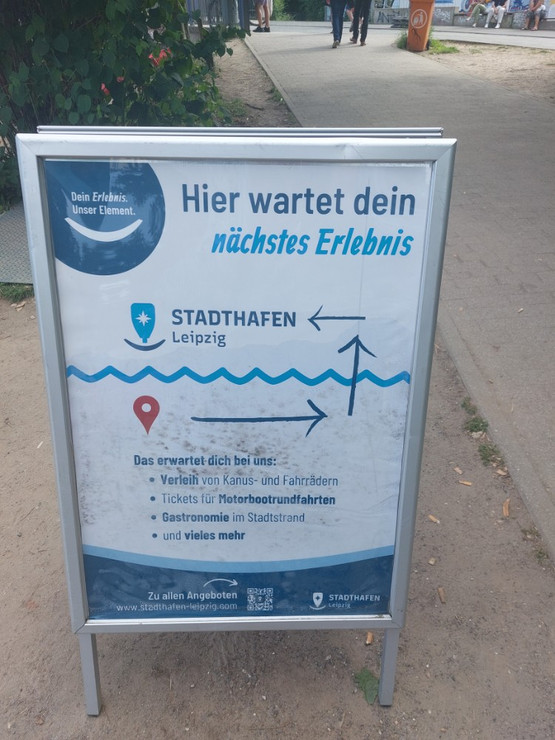 Dein Erlebnis.
Unser Element.
Hier wartet dein
nächstes Erlebnis
STADTHAFEN
Leipzig
Das erwartet dich bei uns:
• Verleih von Kanus- und Fahrrädern
• Tickets für Motorbootrundfahrten
• Gastronomie im Stadtstrand
• und vieles mehr
Zu allen Angeboten
www.stadthafen-leipzig.com
STADTHAFEN
Leipzig